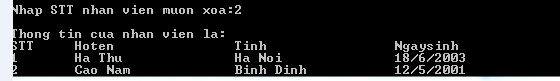 Nhap STT nhan vien muon xoa:2
Thong tin cua nhan vien la:
STT Hoten Tinh Ngaysinh
1 Ha Thu Ha Noi 18/6/2003
2 Cao Nam Binh Dinh 12/5/2001